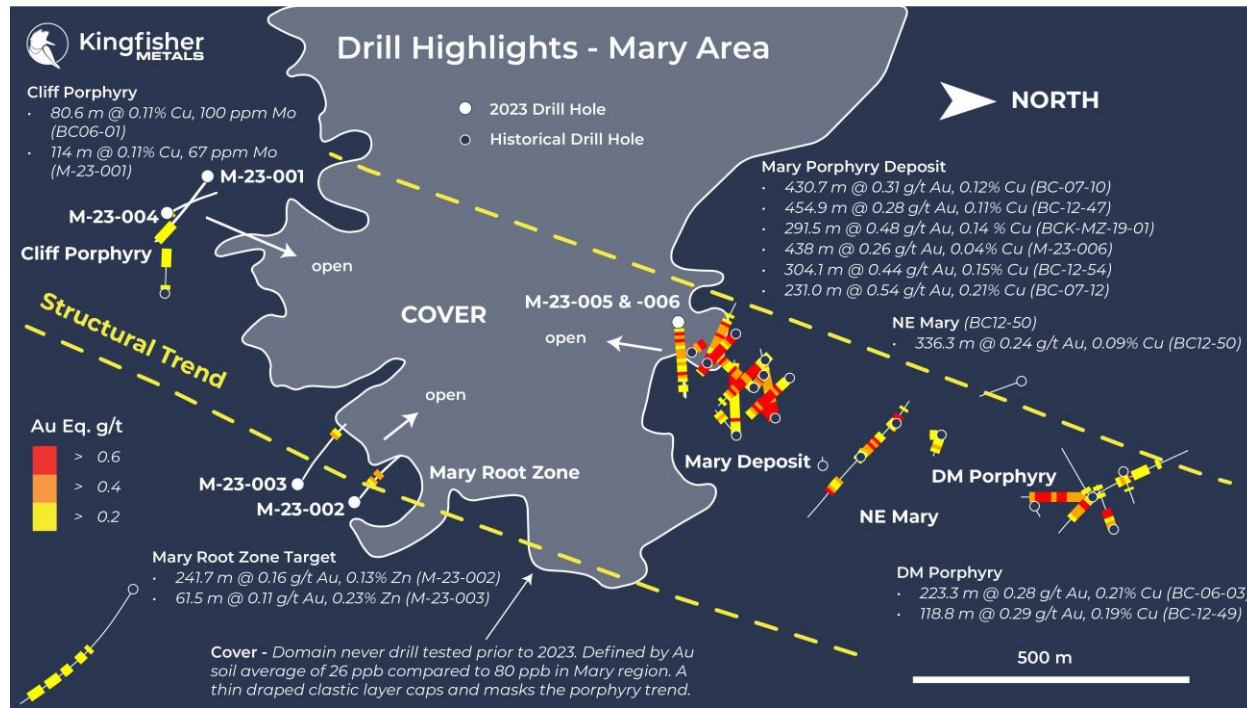 Kingfisher
METALS
Drill Highlights - Mary Area
2023 Drill Hole
Historical Drill Hole
NORTH
Cliff Porphyry
• 80.6 m @ 0.11% Cu, 100 ppm Mo
(BC06-01)
• 114 m @ 0.11% Cu, 67 ppm Mo
(M-23-001)
M-23-001
M-23-004
Cliff Porphyry
open
Mary Porphyry Deposit
• 430.7 m @ 0.31 g/t Au, 0.12% Cu (BC-07-10)
• 454.9 m @ 0.28 g/t Au, 0.11% Cu (BC-12-47)
• 291.5 m @ 0.48 g/t Au, 0.14 % Cu (BCK-MZ-19-01)
• 438 m @ 0.26 g/t Au, 0.04% Cu (M-23-006)
• 304.1 m @ 0.44 g/t Au, 0.15% Cu (BC-12-54)
• 231.0 m @ 0.54 g/t Au, 0.21% Cu (BC-07-12)
NE Mary (BC12-50)
• 336.3 m @ 0.24 g/t Au, 0.09% Cu (BC12-50)
M-23-005 & -006
COVER
open
Structural Trend
open
Au Eq. g/t
> 0.6
> 0.4
> 0.2
M-23-003
M-23-002
Mary Root Zone
Mary Deposit
NE Mary
DM Porphyry
Mary Root Zone Target
• 241.7 m @ 0.16 g/t Au, 0.13% Zn (M-23-002)
• 61.5 m @ 0.11 g/t Au, 0.23% Zn (M-23-003)
DM Porphyry
• 223.3 m @ 0.28 g/t Au, 0.21% Cu (BC-06-03)
• 118.8 m @ 0.29 g/t Au, 0.19% Cu (BC-12-49)
Cover - Domain never drill tested prior to 2023. Defined by Au
soil average of 26 ppb compared to 80 ppb in Mary region. A
thin draped clastic layer caps and masks the porphyry trend.
500 m